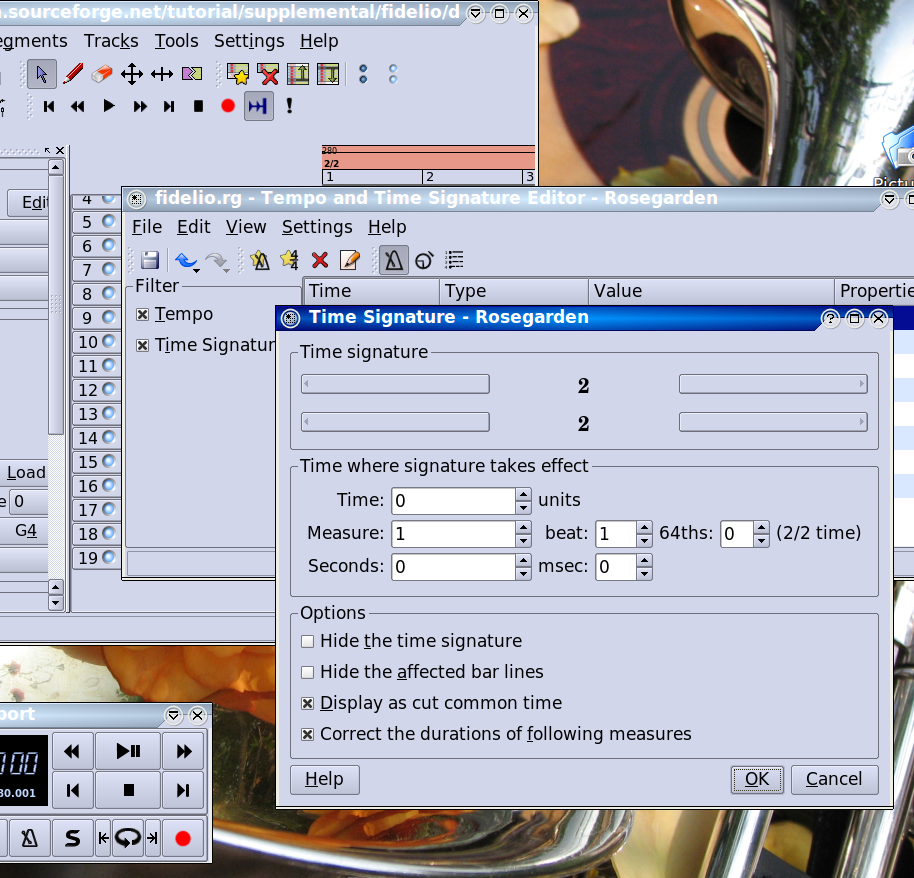 .sourceforge.net/tutorial/supplemental/fidelio/d
egments Tracks Tools Settings Help
280
2/2
1 2 3
Edit
4
5
6
7
8
9
10
11
12
13
14
15
16
17
18
19
Load
e 0
G4
Pictu
fidelio.rg - Tempo and Time Signature Editor - Rosegarden
File Edit View Settings Help
Filter
Tempo
Time Signatur
Time Type Value Propertie
Time Signature - Rosegarden
Time signature
2
2
Time where signature takes effect
Time: 0 units
Measure: 1 beat: 1 64ths: 0 (2/2 time)
Seconds: 0 msec: 0
Options
Hide the time signature
Hide the affected bar lines
Display as cut common time
Correct the durations of following measures
Help OK Cancel
port
000
80.001
S